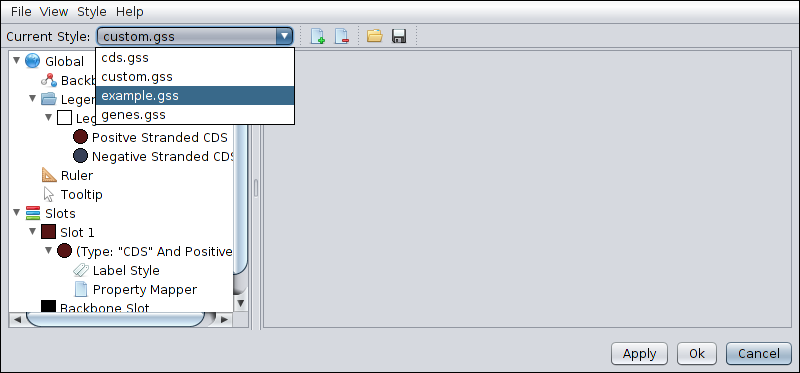 File View Style Help
Current Style: custom.gss
cds.gss
custom.gss
example.gss
genes.gss
Global
Backb
Legen
Leg
Positve Stranded CDS
Negative Stranded CDS
Ruler
Tooltip
Slots
Slot 1
(Type: "CDS" And Positive
Label Style
Property Mapper
Backbone Slot
Apply Ok Cancel